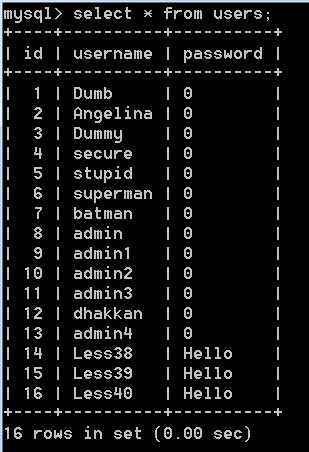 mysql> select * from users;
+----+----------+----------+
| id | username | password |
+----+----------+----------+
|  1 | Dumb     | 0        |
|  2 | Angelina | 0        |
|  3 | Dummy    | 0        |
|  4 | secure   | 0        |
|  5 | stupid   | 0        |
|  6 | superman | 0        |
|  7 | batman   | 0        |
|  8 | admin    | 0        |
|  9 | admin1   | 0        |
| 10 | admin2   | 0        |
| 11 | admin3   | 0        |
| 12 | dhakkan  | 0        |
| 13 | admin4   | 0        |
| 14 | Less38   | Hello    |
| 15 | Less39   | Hello    |
| 16 | Less40   | Hello    |
+----+----------+----------+
16 rows in set (0.00 sec)